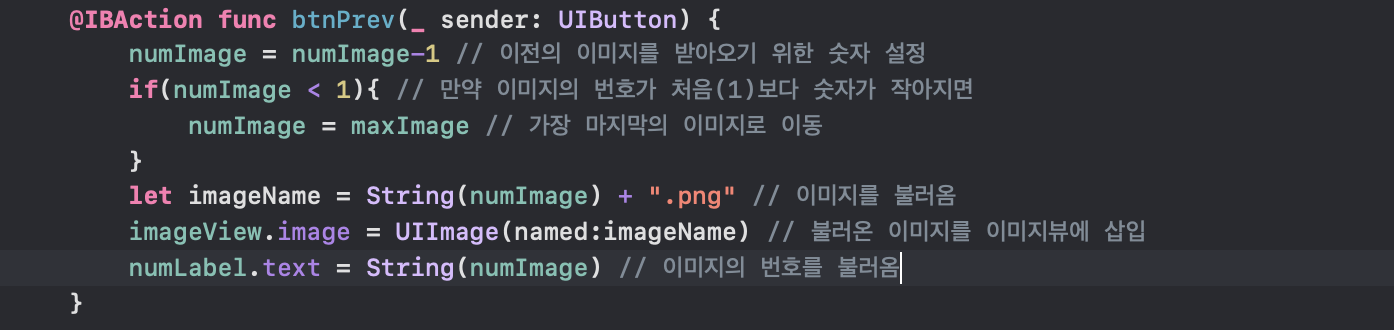 @IBAction func btnPrev(_ sender: UIButton) {
    numImage = numImage-1 // 이전의 이미지를 받아오기 위한 숫자 설정
    if(numImage < 1){ // 만약 이미지의 번호가 처음(1)보다 숫자가 작아지면
        numImage = maxImage // 가장 마지막의 이미지로 이동
    }
    let imageName = String(numImage) + ".png" // 이미지를 불러옴
    imageView.image = UIImage(named:imageName) // 불러온 이미지를 이미지뷰에 삽입
    numLabel.text = String(numImage) // 이미지의 번호를 불러옴
}